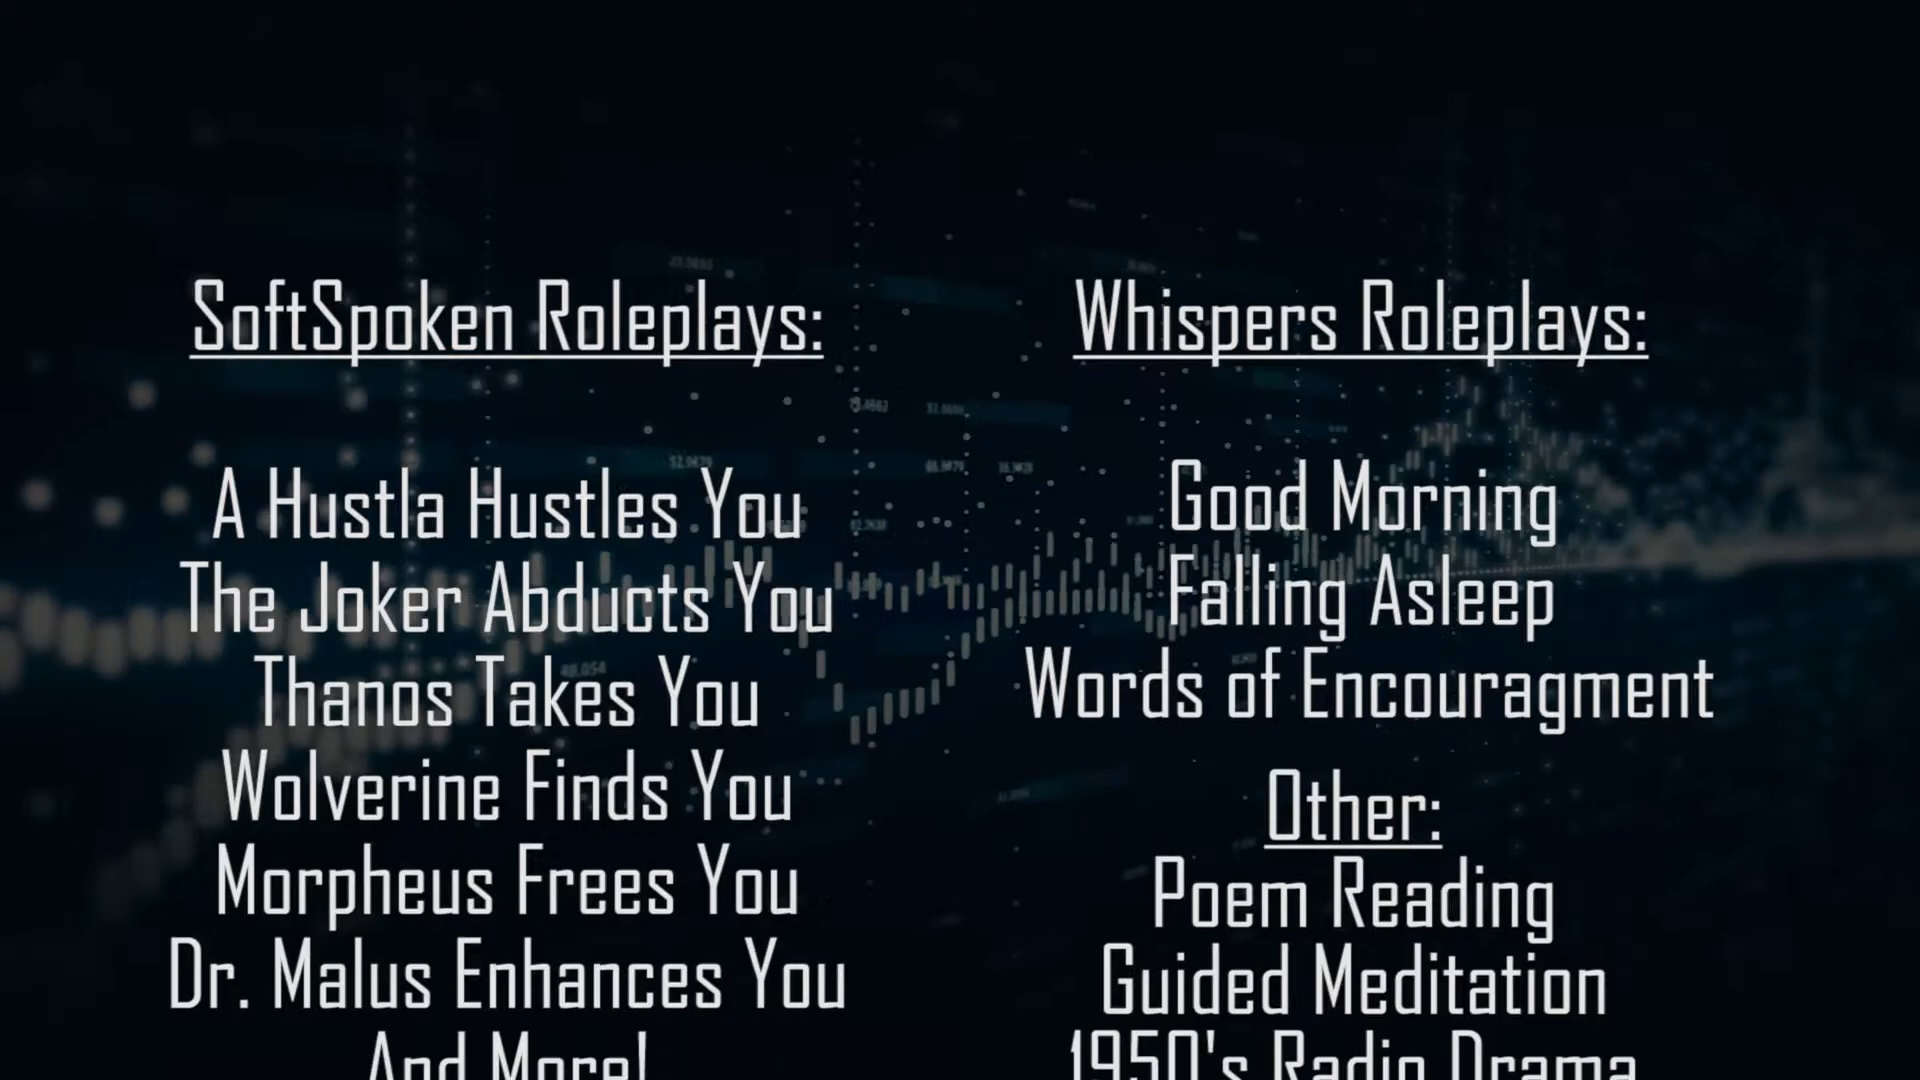 SoftSpoken Roleplays:
A Hustla Hustles You
The Joker Abducts You
Thanos Takes You
Wolverine Finds You
Morpheus Frees You
Dr. Malus Enhances You
And More!
Whispers Roleplays:
Good Morning
Falling Asleep
Words of Encouragment
Other:
Poem Reading
Guided Meditation
1950's Radio Drama